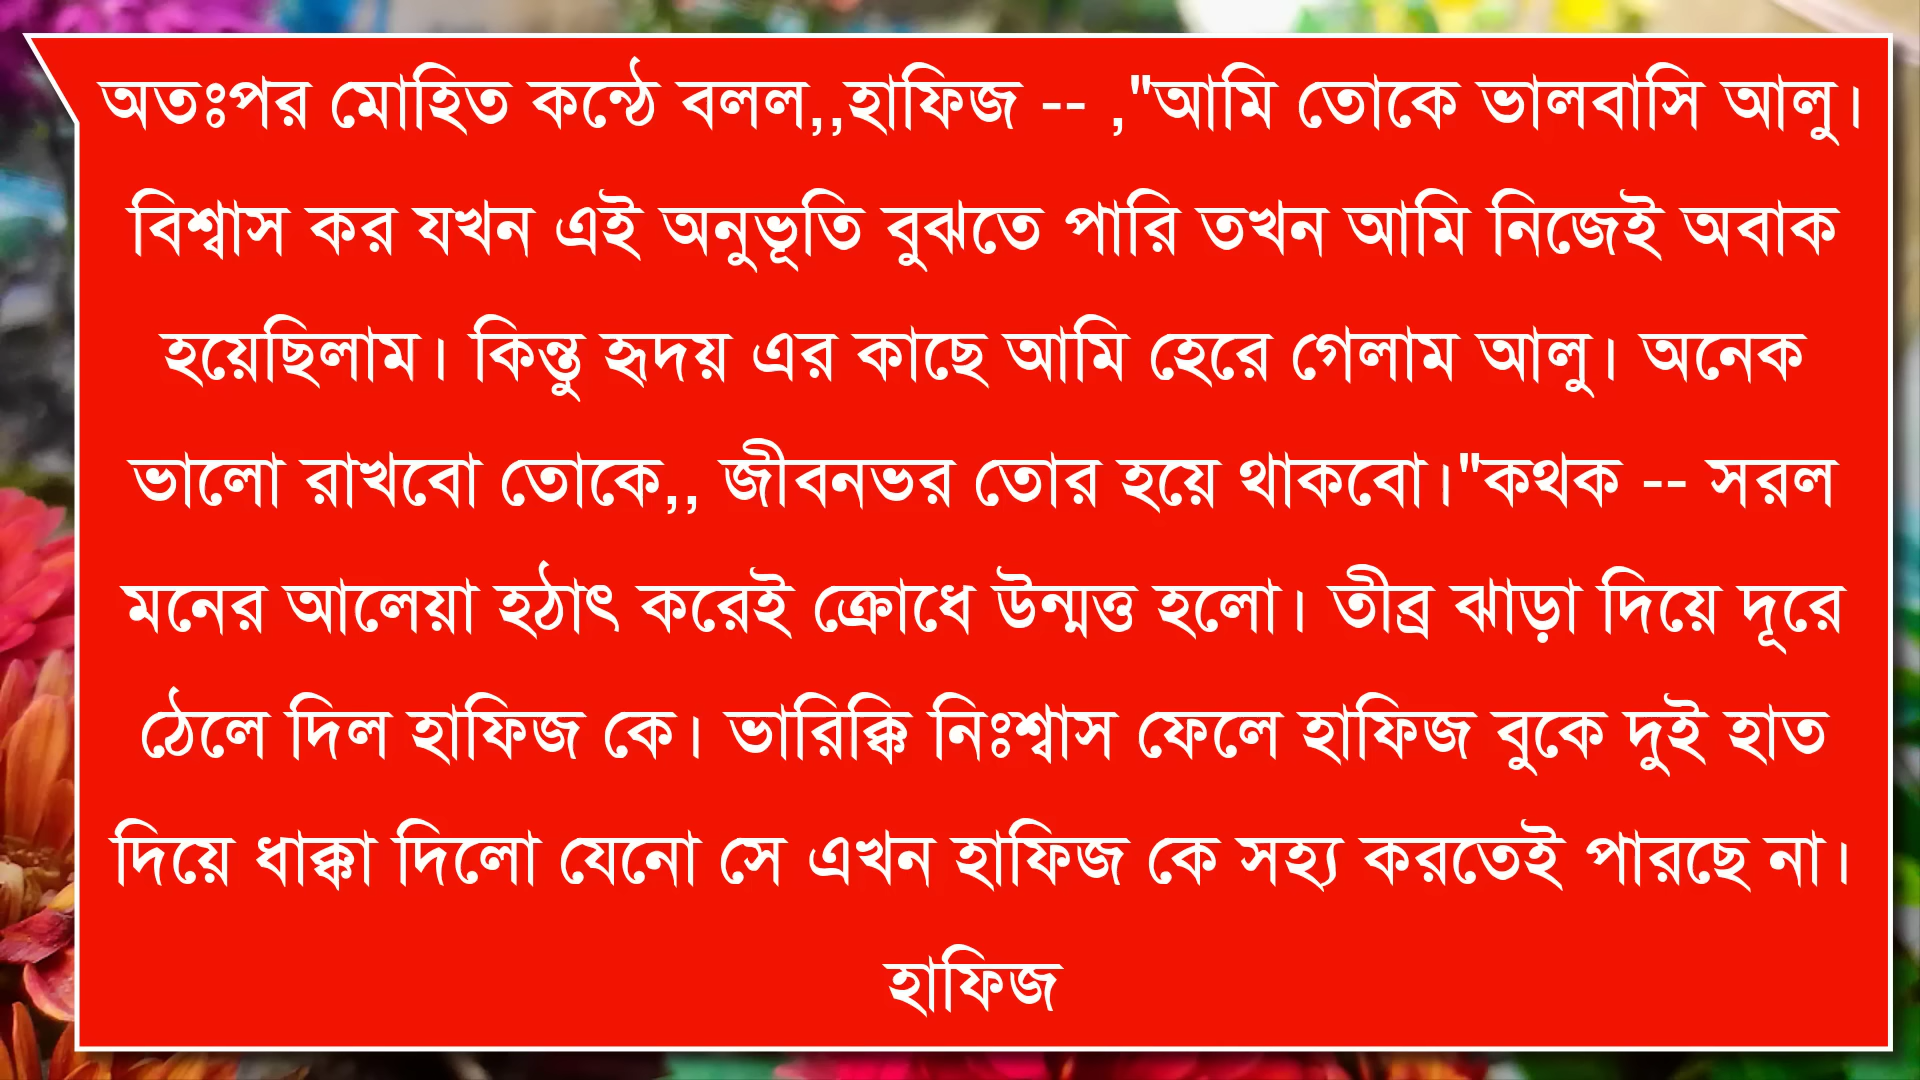 অতঃপর মোহিত কন্ঠে বলল,,হাফিজ -- ,"আমি তোকে ভালবাসি আলু।
বিশ্বাস কর যখন এই অনুভূতি বুঝতে পারি তখন আমি নিজেই অবাক
হয়েছিলাম। কিন্তু হৃদয় এর কাছে আমি হেরে গেলাম আলু। অনেক
ভালো রাখবো তোকে,, জীবনভর তোর হয়ে থাকবো।"কথক -- সরল
মনের আলেয়া হঠাৎ করেই ক্রোধে উন্মত্ত হলো। তীব্র ঝাড়া দিয়ে দূরে
ঠেলে দিল হাফিজ কে। ভারিক্কি নিঃশ্বাস ফেলে হাফিজ বুকে দুই হাত
দিয়ে ধাক্কা দিলো যেনো সে এখন হাফিজ কে সহ্য করতেই পারছে না।
হাফিজ